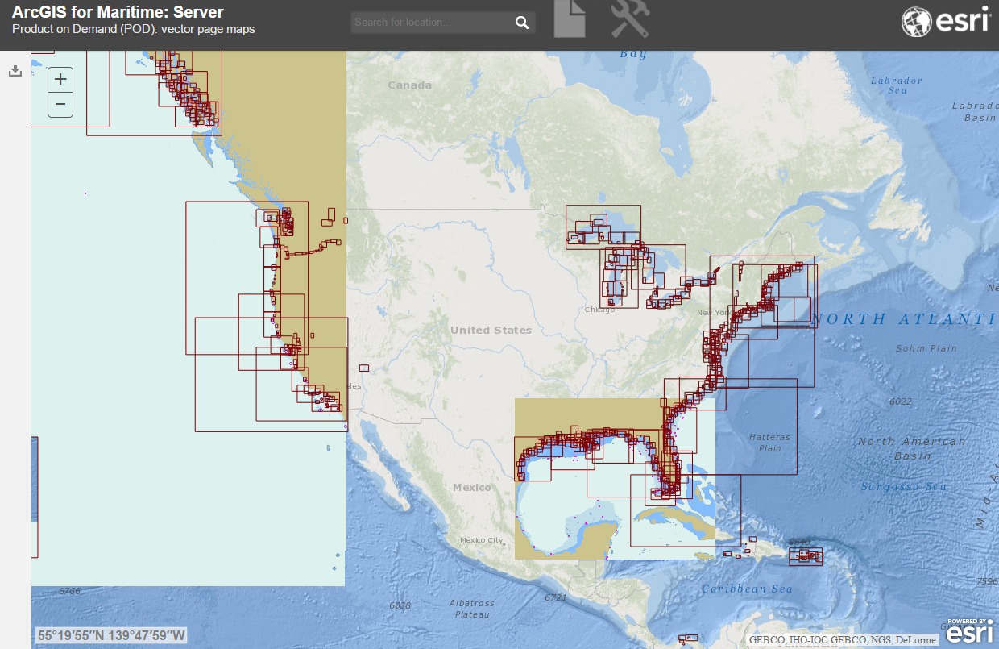 ArcGIS for Maritime: Server
Product on Demand (POD): vector page maps
Search for location...
esri
Bay
Canada
Labrador
Sea
Labrado
Basin
+
−
NORTH ATLANTI
Chicago
New York
United States
Sohm Plain
eles
6022
Hatteras
Plain
North American
Basin
Sargasso Sea
Mexico
Mexico City
Mid-At
Caribbean Sea
7596
6766
6038
Albatross
Plateau
6721
55°19′55″N 139°47′59″W
GEBCO, IHO-IOC GEBCO, NGS, DeLorme
POWERED BY
esri